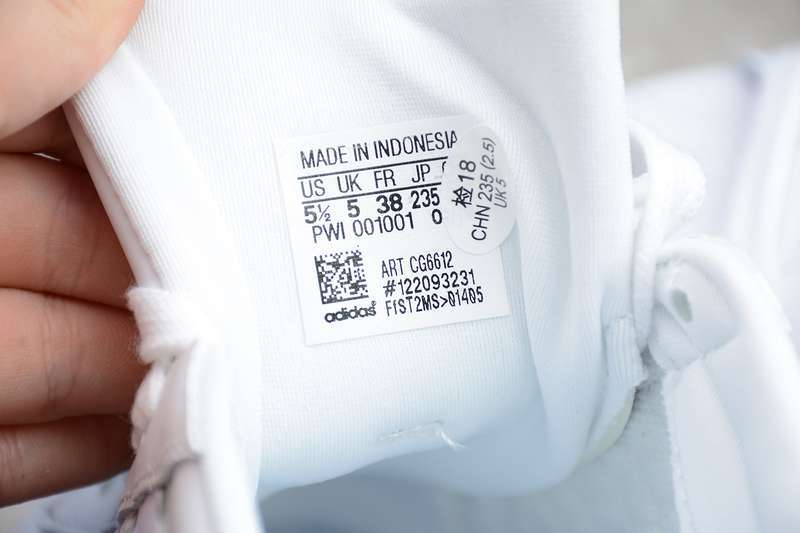 MADE IN INDONESIA
US UK FR JP
5½ 5 38 235
PWI 001001 0
ART CG6612
#122093231
FfST2MS>01405
adidas
检18
CHN 235 (2.5)
UK 5